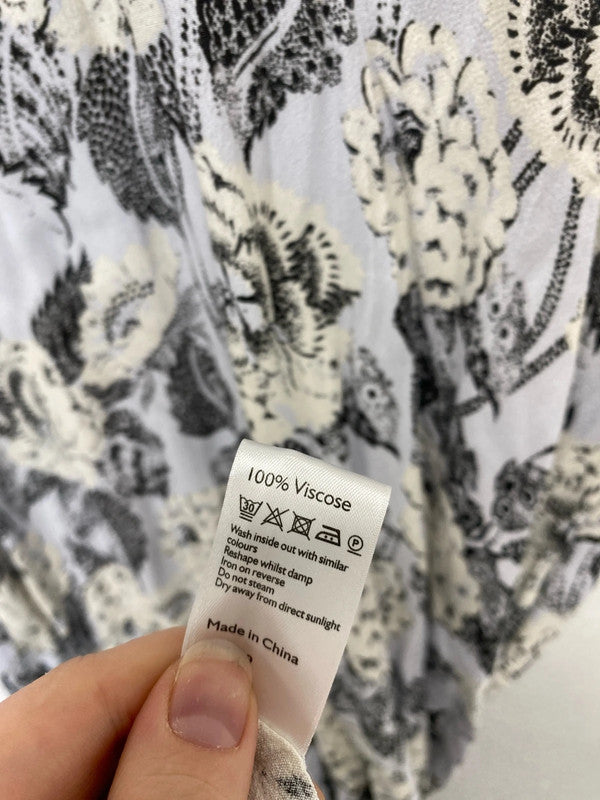 100% Viscose
30 P
Wash inside out with similar
colours
Reshape whilst damp
Iron on reverse
Do not steam
Dry away from direct sunlight
Made in China